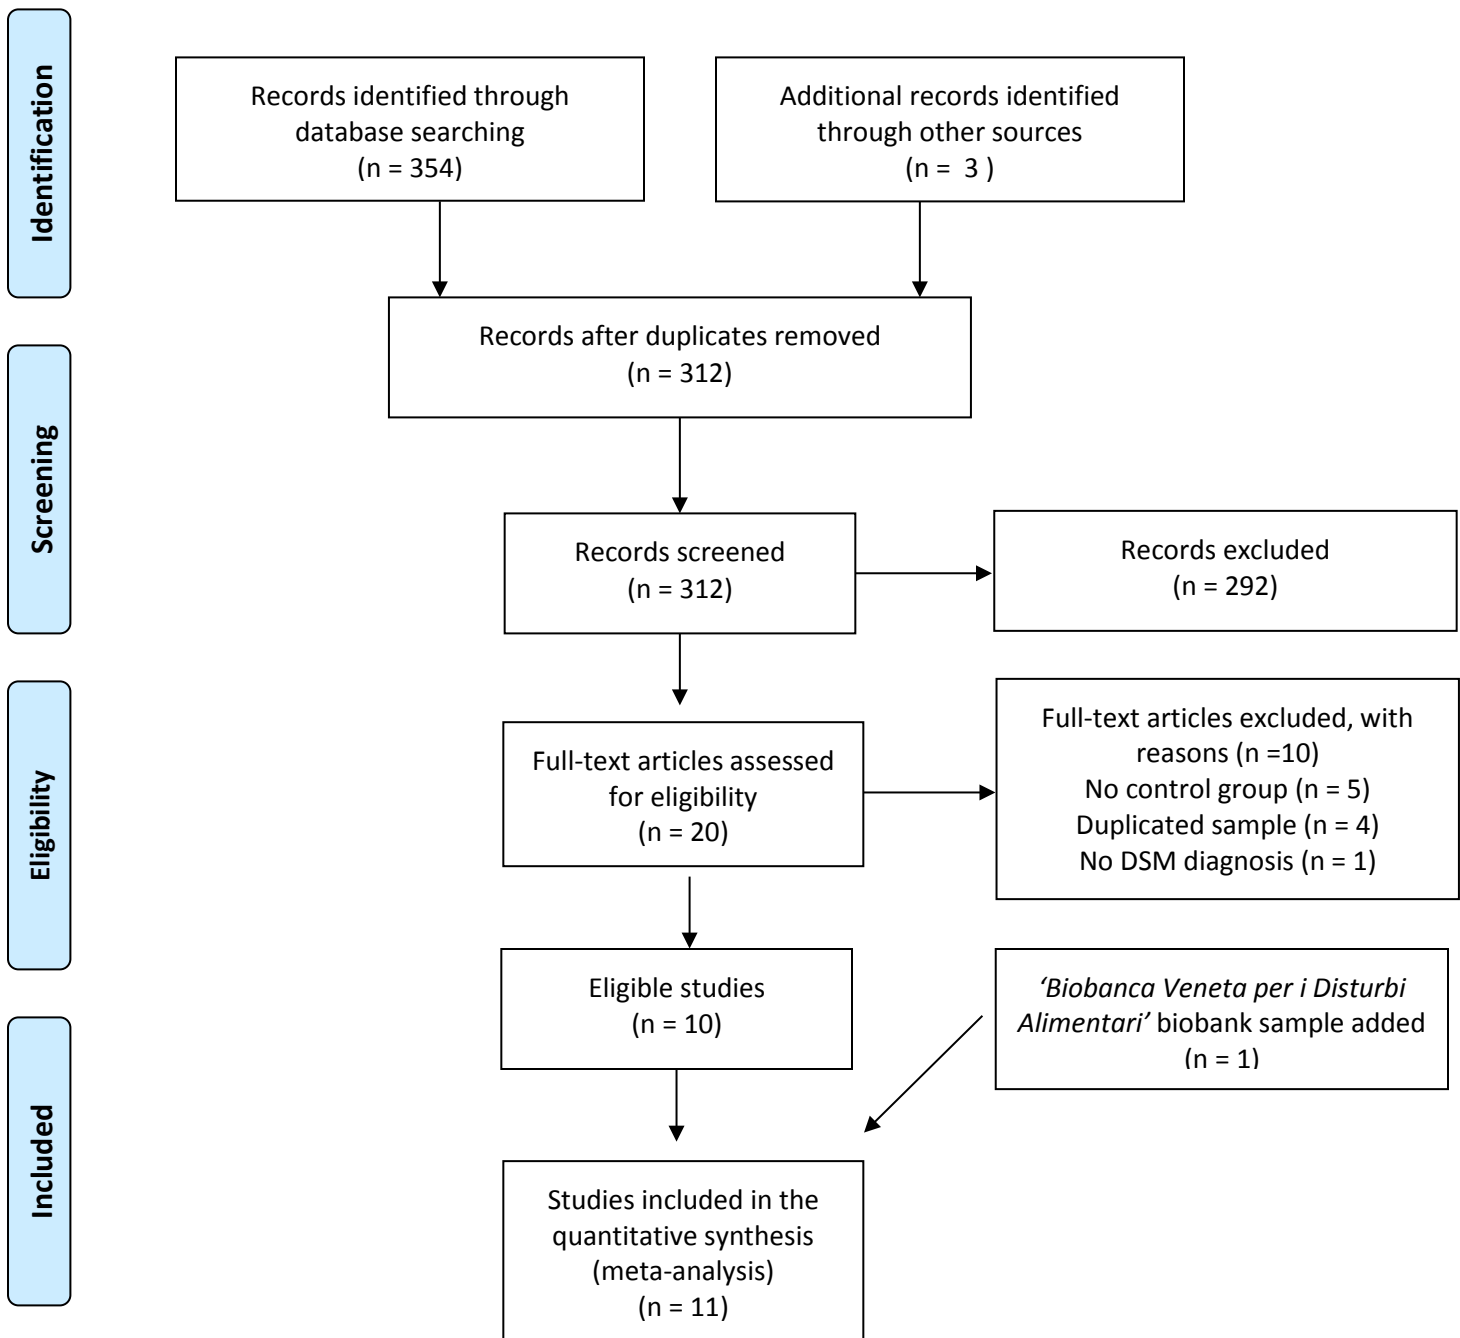 Identification
Records identified through
database searching
(n = 354)
Additional records identified
through other sources
(n =  3 )
Records after duplicates removed
(n = 312)
Screening
Records screened
(n = 312)
Records excluded
(n = 292)
Eligibility
Full-text articles assessed
for eligibility
(n = 20)
Full-text articles excluded, with
reasons (n =10)
No control group (n = 5)
Duplicated sample (n = 4)
No DSM diagnosis (n = 1)
Eligible studies
(n = 10)
‘Biobanca Veneta per i Disturbi
Alimentari’ biobank sample added
(n = 1)
Included
Studies included in the
quantitative synthesis
(meta-analysis)
(n = 11)